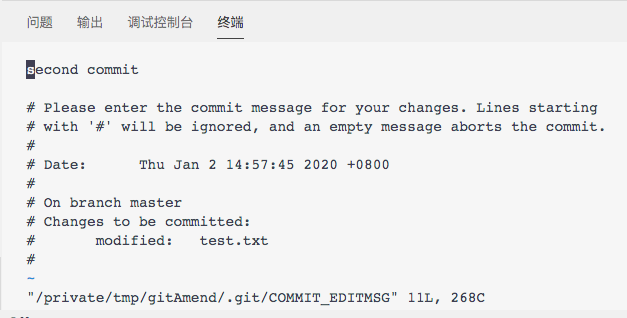 问题 输出 调试控制台 终端
second commit
# Please enter the commit message for your changes. Lines starting
# with '#' will be ignored, and an empty message aborts the commit.
#
# Date:      Thu Jan 2 14:57:45 2020 +0800
#
# On branch master
# Changes to be committed:
#       modified:   test.txt
#
~
"/private/tmp/gitAmend/.git/COMMIT_EDITMSG" 11L, 268C